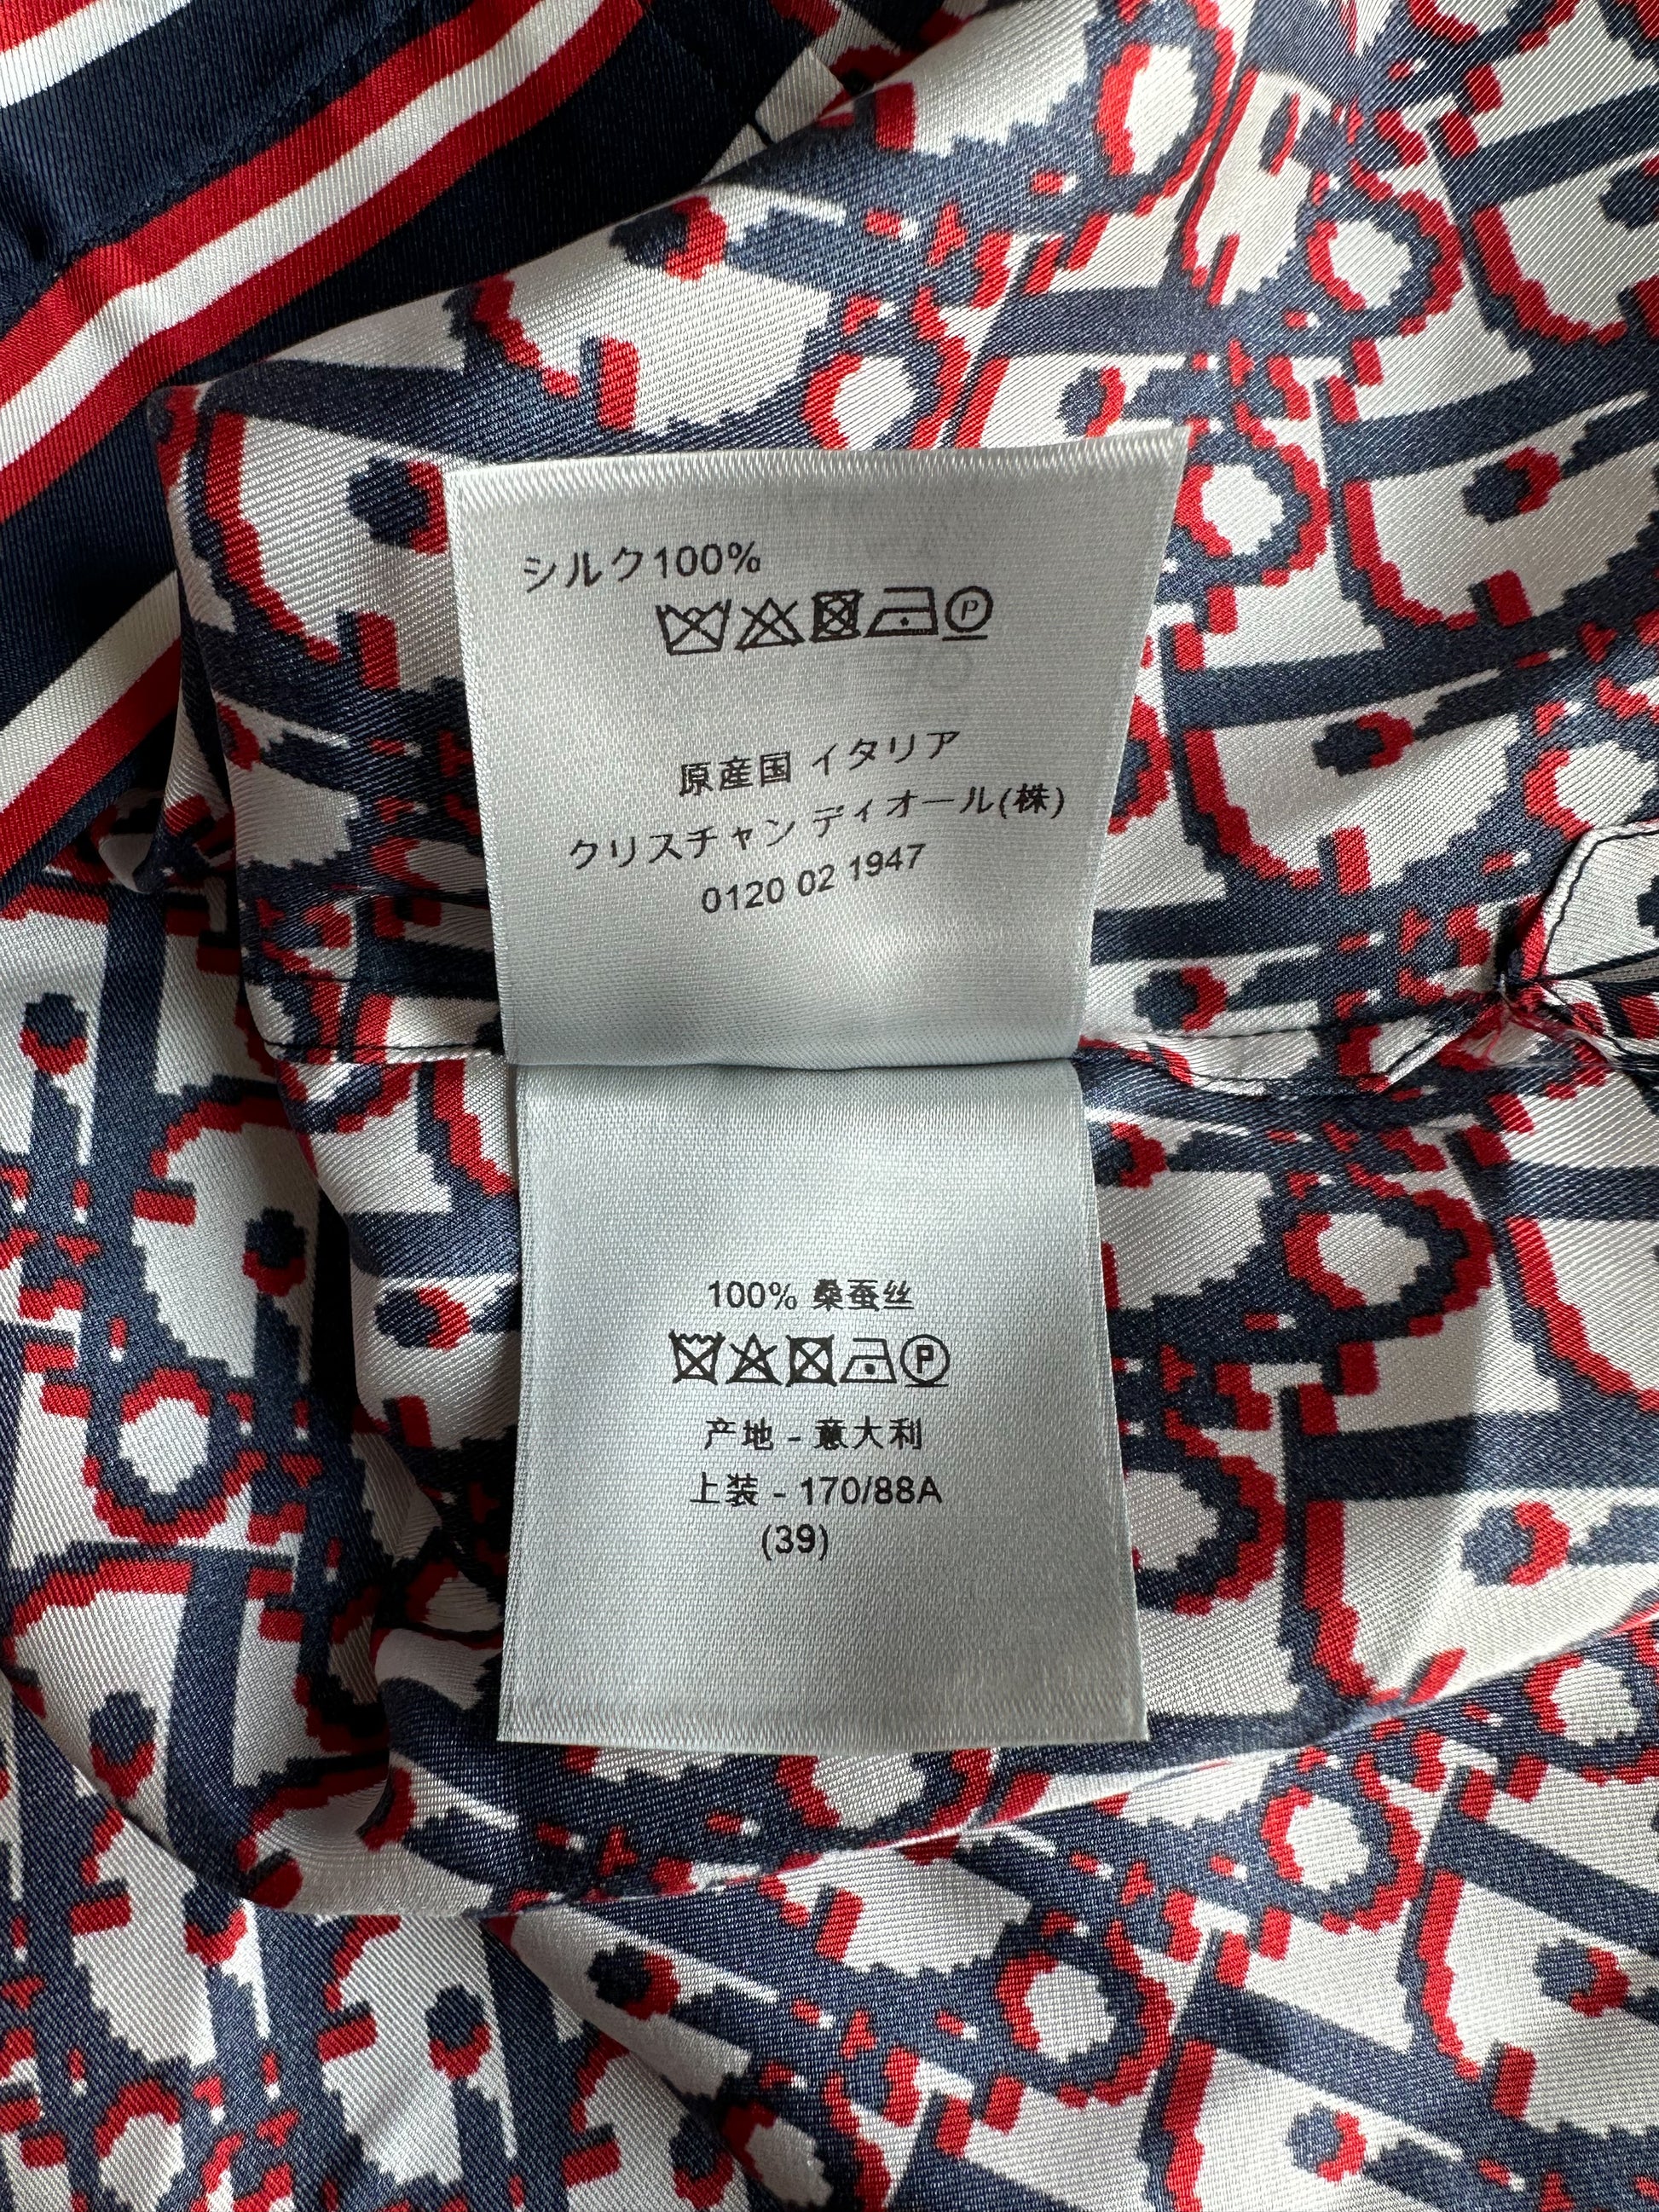 シルク100%
P
原産国 イタリア
クリスチャン ディオール(株)
0120 02 1947
100% 桑蚕丝
P
产地 - 意大利
上装 - 170/88A
(39)